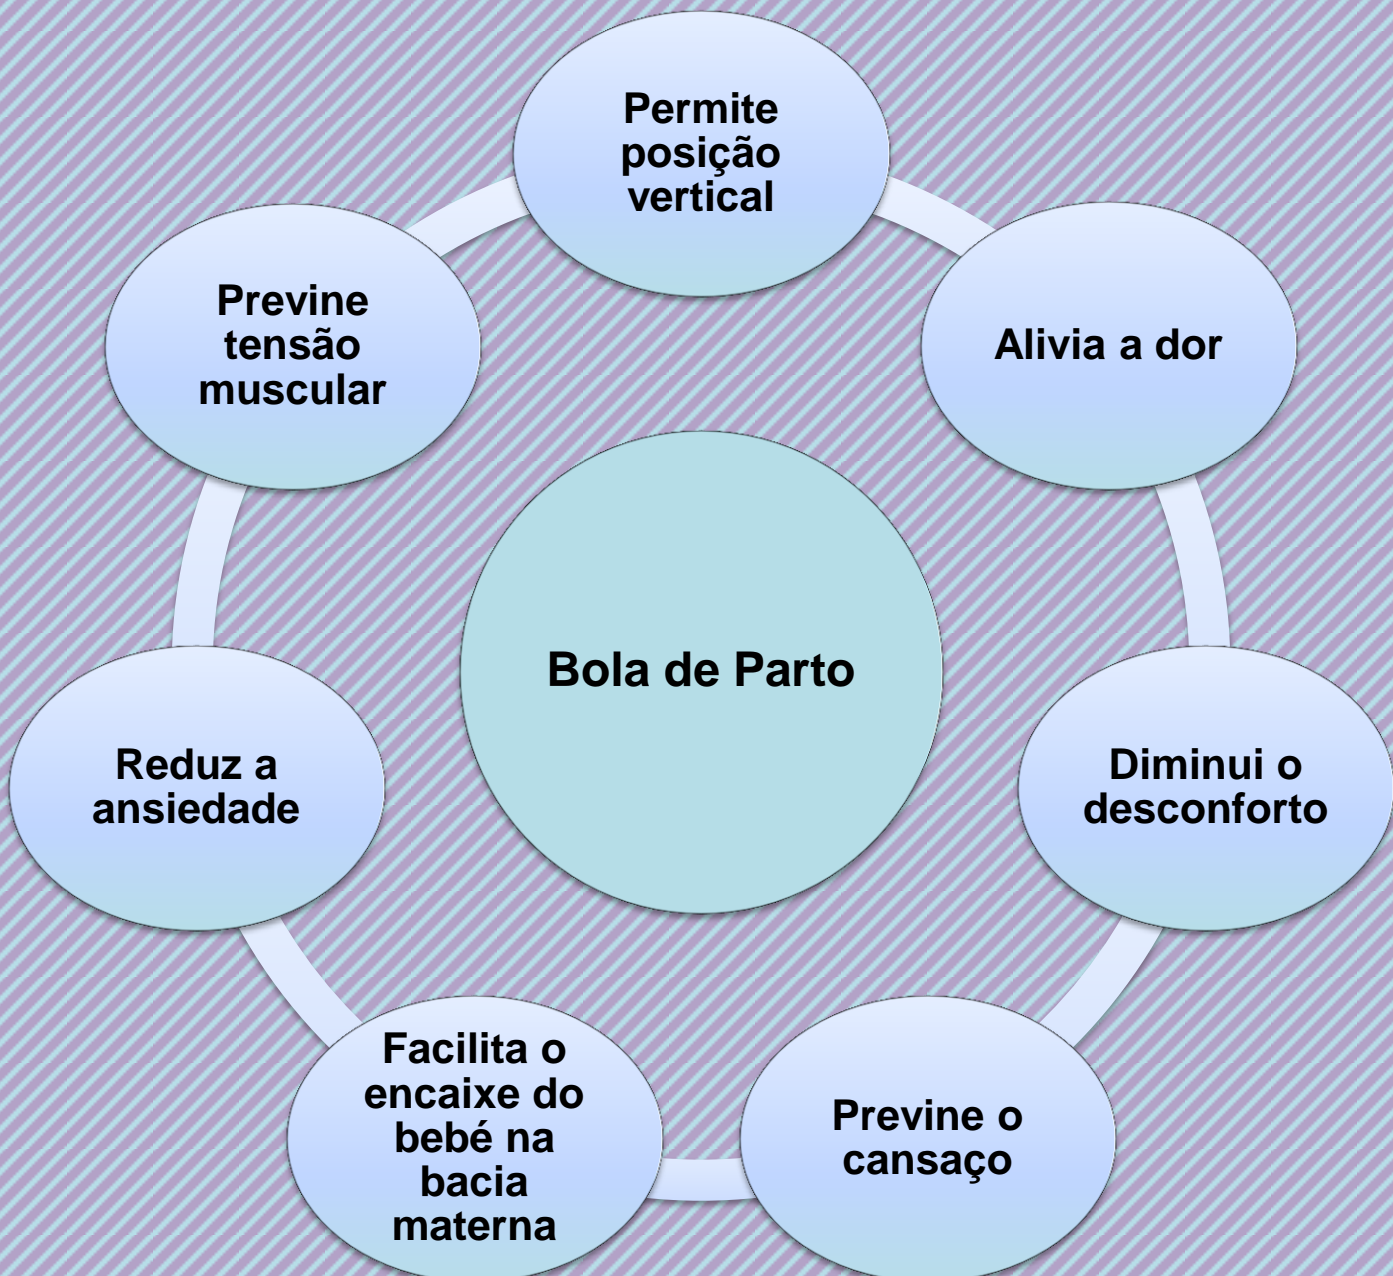 Permite
posição
vertical
Alivia a dor
Diminui o
desconforto
Previne o
cansaço
Facilita o
encaixe do
bebé na
bacia
materna
Reduz a
ansiedade
Previne
tensão
muscular
Bola de Parto